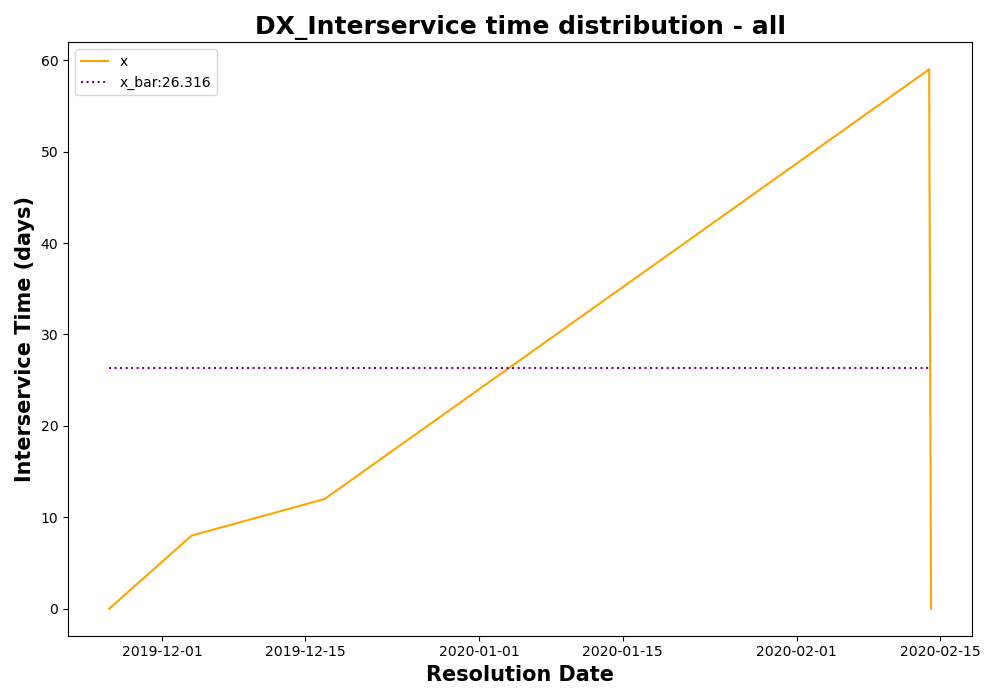 DX_Interservice time distribution - all
x
x_bar:26.316
60
50
40
30
20
10
0
Interservice Time (days)
2019-12-01 2019-12-15 2020-01-01 2020-01-15 2020-02-01 2020-02-15
Resolution Date